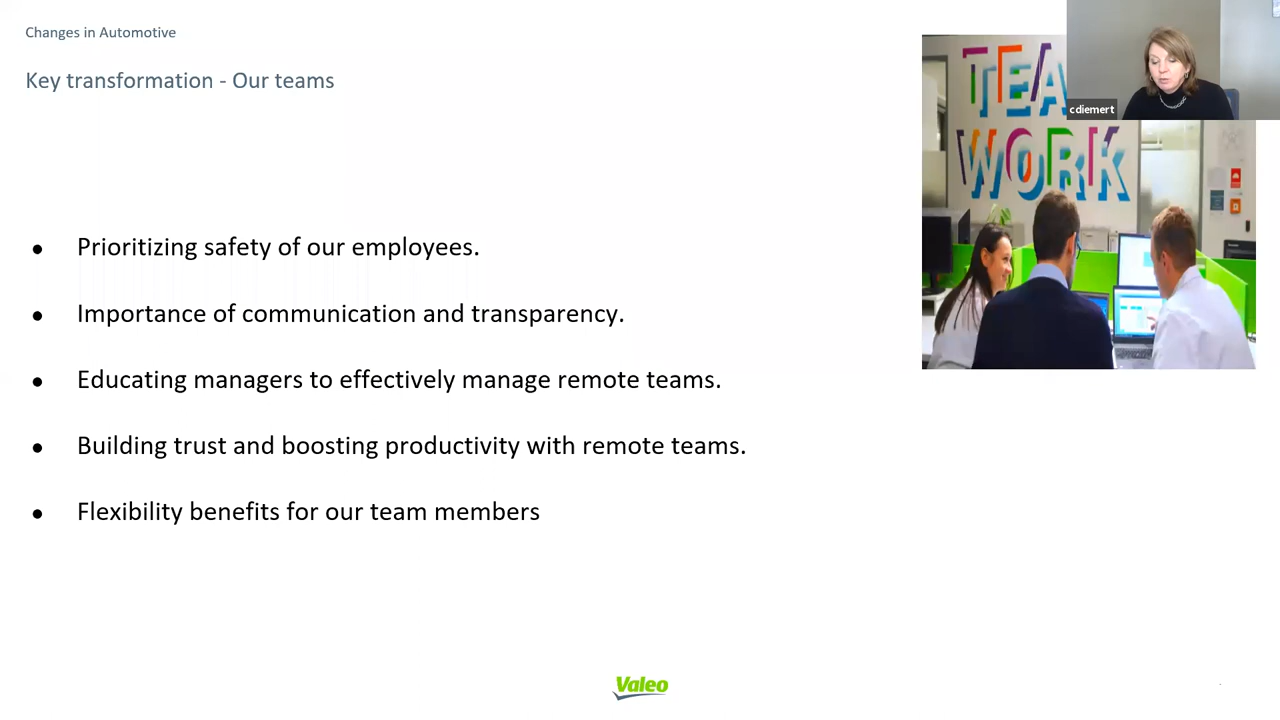 Changes in Automotive
Key transformation - Our teams
TEA
WORK
cdiemert
● Prioritizing safety of our employees.
● Importance of communication and transparency.
● Educating managers to effectively manage remote teams.
● Building trust and boosting productivity with remote teams.
● Flexibility benefits for our team members
Valeo